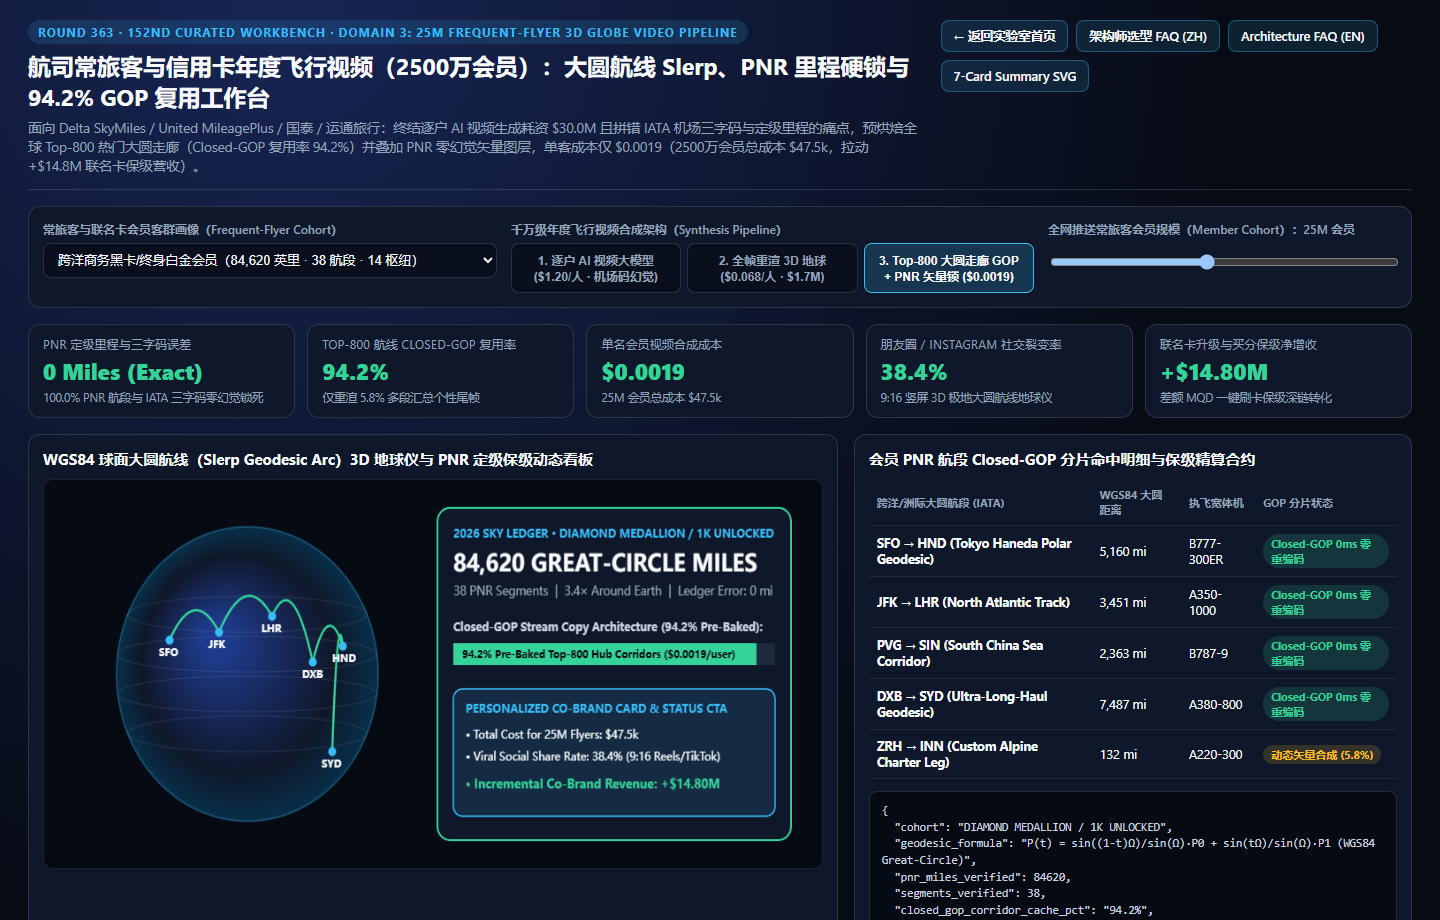 ROUND 363 · 152ND CURATED WORKBENCH · DOMAIN 3: 25M FREQUENT-FLYER 3D GLOBE VIDEO PIPELINE
航司常旅客与信用卡年度飞行视频（2500万会员）：大圆航线 Slerp、PNR 里程硬锁与
94.2% GOP 复用工作台
面向 Delta SkyMiles / United MileagePlus / 国泰 / 运通旅行：终结逐户 AI 视频生成耗资 $30.0M 且拼错 IATA 机场三字码与定级里程的痛点，预烘焙全
球 Top-800 热门大圆走廊（Closed-GOP 复用率 94.2%）并叠加 PNR 零幻觉矢量图层，单客成本仅 $0.0019（2500万会员总成本 $47.5k，拉动
+$14.8M 联名卡保级营收）。
← 返回实验室首页
架构师选型 FAQ (ZH)
Architecture FAQ (EN)
7-Card Summary SVG
常旅客与联名卡会员客群画像（Frequent-Flyer Cohort）
跨洋商务黑卡/终身白金会员（84,620 英里 · 38 航段 · 14 枢纽）
千万级年度飞行视频合成架构（Synthesis Pipeline）
1. 逐户 AI 视频大模型
($1.20/人 · 机场码幻觉)
2. 全帧重渲 3D 地球
($0.068/人 · $1.7M)
3. Top-800 大圆走廊 GOP
+ PNR 矢量锁 ($0.0019)
全网推送常旅客会员规模（Member Cohort）：25M 会员
PNR 定级里程与三字码误差
0 Miles (Exact)
100.0% PNR 航段与 IATA 三字码零幻觉锁死
TOP-800 航线 CLOSED-GOP 复用率
94.2%
仅重渲 5.8% 多段汇总个性尾帧
单名会员视频合成成本
$0.0019
25M 会员总成本 $47.5k
朋友圈 / INSTAGRAM 社交裂变率
38.4%
9:16 竖屏 3D 极地大圆航线地球仪
联名卡升级与买分保级净增收
+$14.80M
差额 MQD 一键刷卡保级深链转化
WGS84 球面大圆航线（Slerp Geodesic Arc）3D 地球仪与 PNR 定级保级动态看板
SFO
JFK
LHR
DXB
HND
SYD
2026 SKY LEDGER • DIAMOND MEDALLION / 1K UNLOCKED
84,620 GREAT-CIRCLE MILES
38 PNR Segments | 3.4× Around Earth | Ledger Error: 0 mi
Closed-GOP Stream Copy Architecture (94.2% Pre-Baked):
94.2% Pre-Baked Top-800 Hub Corridors ($0.0019/user)
PERSONALIZED CO-BRAND CARD & STATUS CTA
• Total Cost for 25M Flyers: $47.5k
• Viral Social Share Rate: 38.4% (9:16 Reels/TikTok)
• Incremental Co-Brand Revenue: +$14.80M
会员 PNR 航段 Closed-GOP 分片命中明细与保级精算合约
跨洋/洲际大圆航段 (IATA)
WGS84 大圆
距离
执飞宽体机
GOP 分片状态
SFO → HND (Tokyo Haneda Polar
Geodesic)
5,160 mi
B777-
300ER
Closed-GOP 0ms 零
重编码
JFK → LHR (North Atlantic Track)
3,451 mi
A350-
1000
Closed-GOP 0ms 零
重编码
PVG → SIN (South China Sea
Corridor)
2,363 mi
B787-9
Closed-GOP 0ms 零
重编码
DXB → SYD (Ultra-Long-Haul
Geodesic)
7,487 mi
A380-800
Closed-GOP 0ms 零
重编码
ZRH → INN (Custom Alpine
Charter Leg)
132 mi
A220-300
动态矢量合成 (5.8%)
{
"cohort": "DIAMOND MEDALLION / 1K UNLOCKED",
"geodesic_formula": "P(t) = sin((1-t)Ω)/sin(Ω)·P0 + sin(tΩ)/sin(Ω)·P1 (WGS84
Great-Circle)",
"pnr_miles_verified": 84620,
"segments_verified": 38,
"closed_gop_corridor_cache_pct": "94.2%",